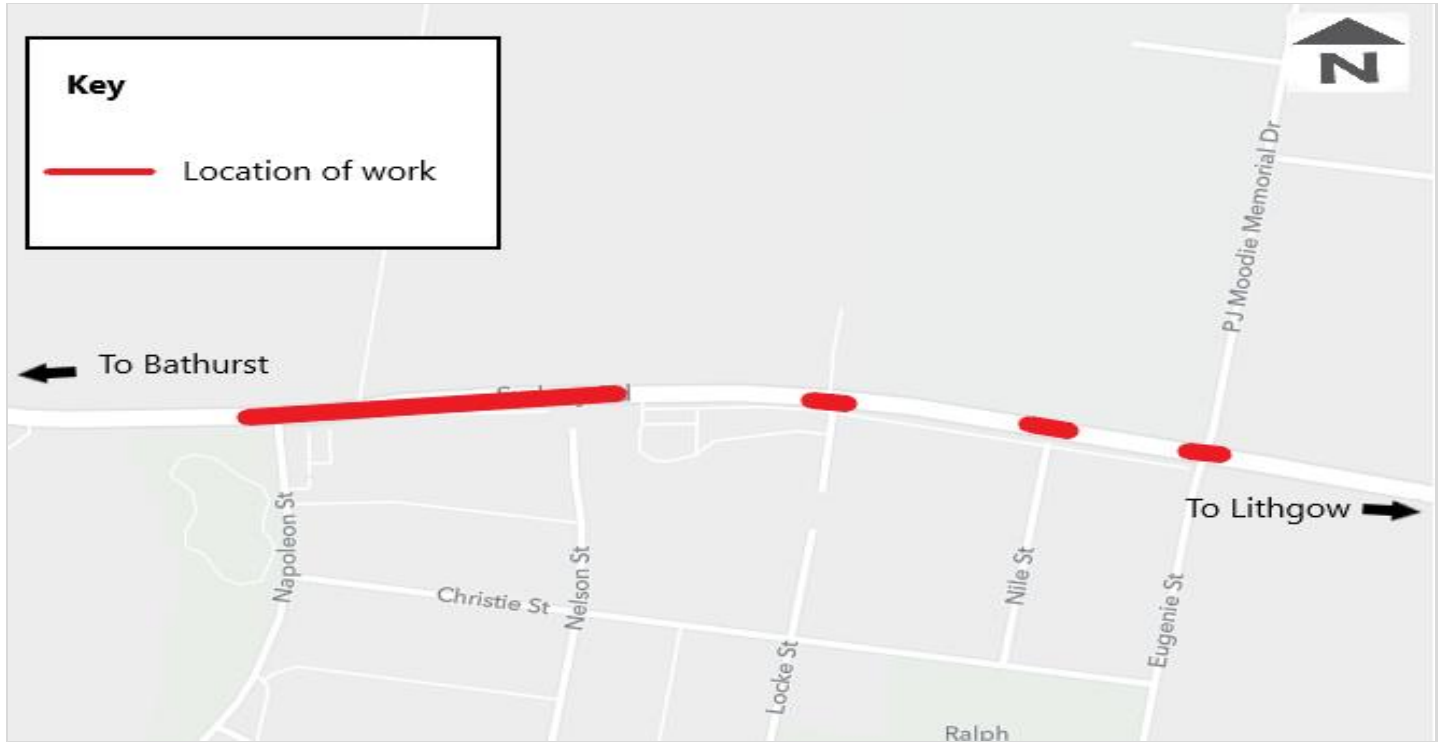 Key
Location of work
N
PJ Moodie Memorial Dr
To Bathurst
To Lithgow
Napoleon St
Christie St
Nelson St
Locke St
Nile St
Eugenie St
Ralph